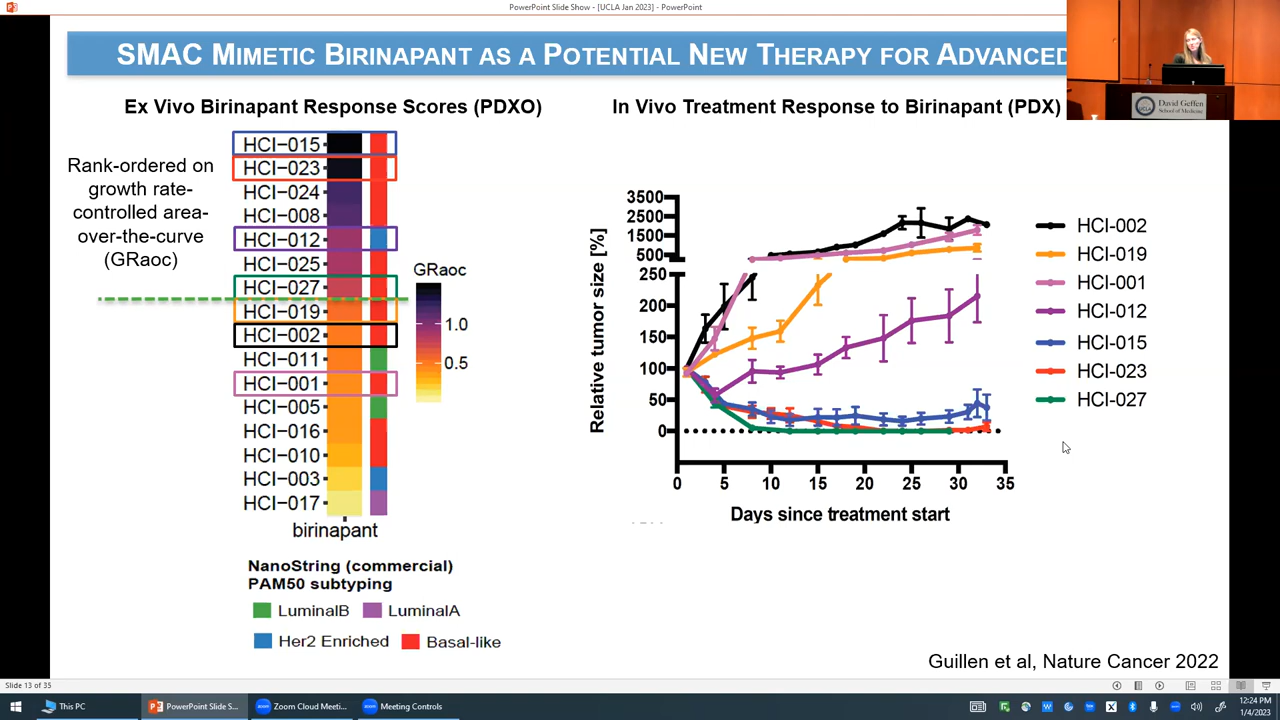 PowerPoint Slide Show - [UCLA Jan 2023] - PowerPoint
SMAC MIMETIC BIRINAPANT AS A POTENTIAL NEW THERAPY FOR ADVANCED
UCLA
David Geffen
School of Medicine
Ex Vivo Birinapant Response Scores (PDXO)
Rank-ordered on
growth rate-
controlled area-
over-the-curve
(GRaoc)
HCI-015
HCI-023
HCI-024
HCI-008
HCI-012
HCI-025
HCI-027
HCI-019
HCI-002
HCI-011
HCI-001
HCI-005
HCI-016
HCI-010
HCI-003
HCI-017
birinapant
GRaoc
1.0
0.5
NanoString (commercial)
PAM50 subtyping
LuminalB LuminalA
Her2 Enriched Basal-like
In Vivo Treatment Response to Birinapant (PDX)
Relative tumor size [%]
3500
2500
1500
500
250
200
150
100
50
0
0 5 10 15 20 25 30 35
Days since treatment start
HCI-002
HCI-019
HCI-001
HCI-012
HCI-015
HCI-023
HCI-027
Guillen et al, Nature Cancer 2022
Slide 13 of 35
This PC
PowerPoint Slide S...
Zoom Cloud Meeti...
Meeting Controls
12:24 PM
1/4/2023